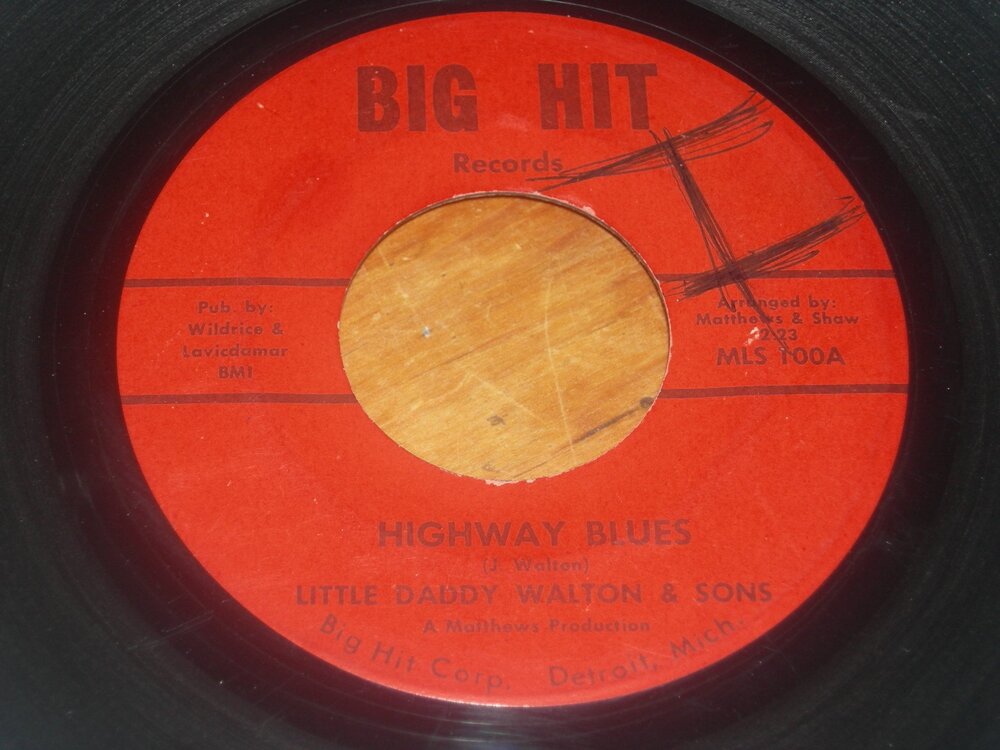 BIG HIT
Records
Pub. by:
Wildrice &
Lavicdamar
BMI
Arranged by:
Matthews & Shaw
2:23
MLS 100A
HIGHWAY BLUES
(J. Walton)
LITTLE DADDY WALTON & SONS
A Matthews Production
Big Hit Corp. Detroit, Mich.